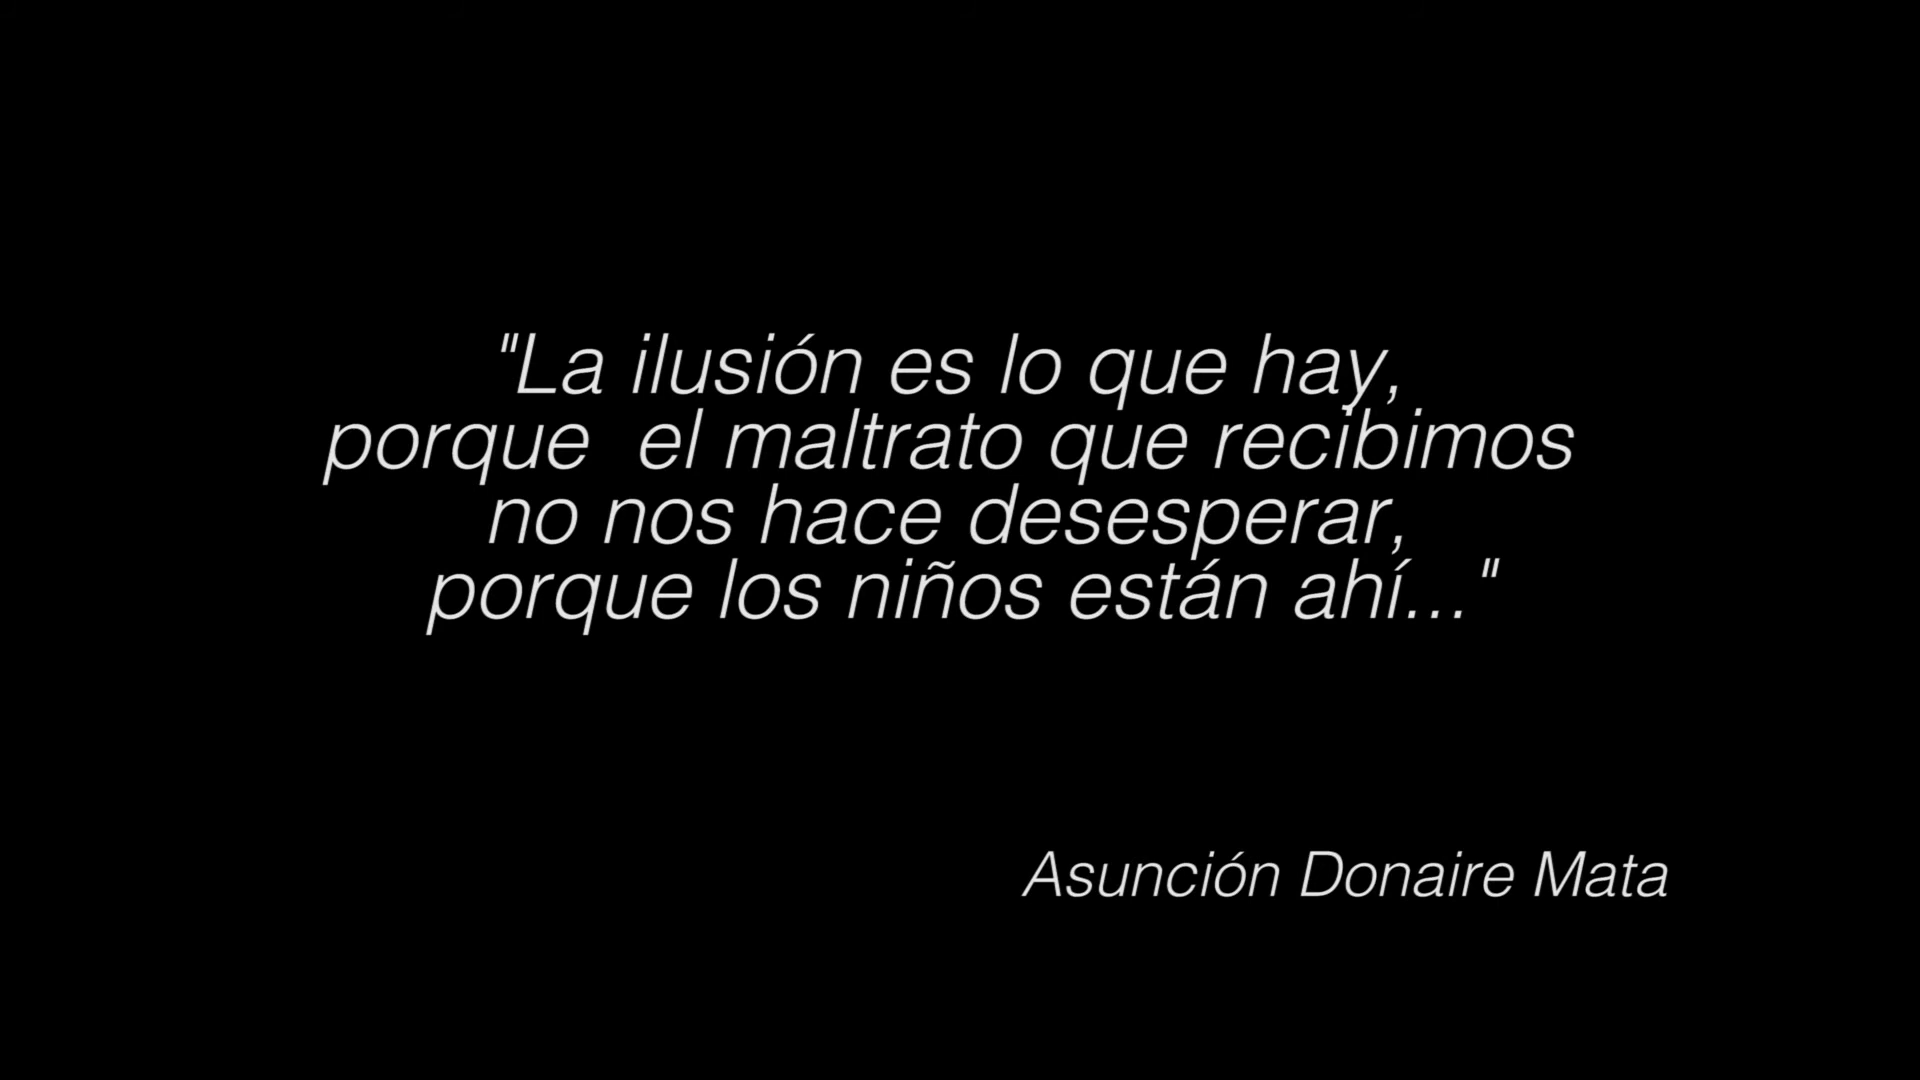 "La ilusión es lo que hay,
porque  el maltrato que recibimos
no nos hace desesperar,
porque los niños están ahí..."
Asunción Donaire Mata